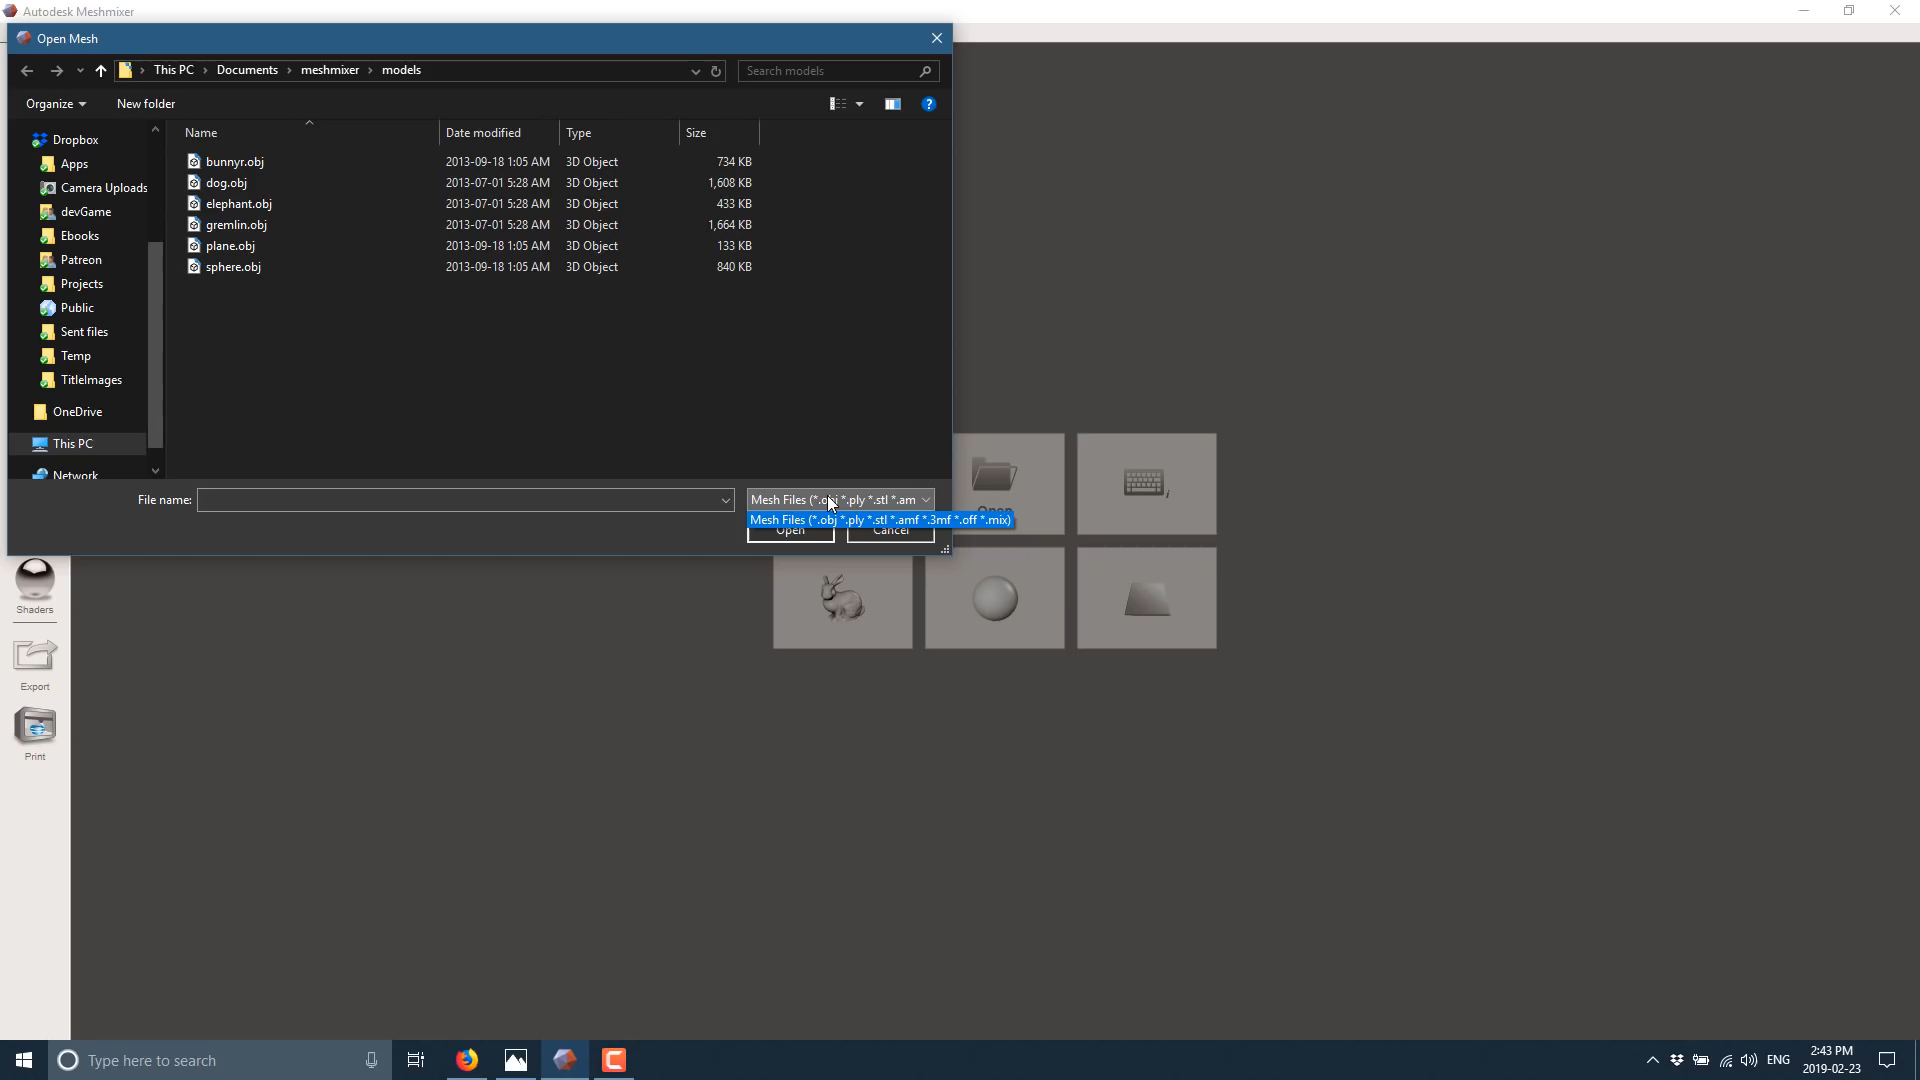 Autodesk Meshmixer
Open Mesh
This PC > Documents > meshmixer > models
Search models
Organize
New folder
Name Date modified Type Size
Dropbox
Apps
Camera Uploads
devGame
Ebooks
Patreon
Projects
Public
Sent files
Temp
TitleImages
OneDrive
This PC
Network
bunnyr.obj 2013-09-18 1:05 AM 3D Object 734 KB
dog.obj 2013-07-01 5:28 AM 3D Object 1,608 KB
elephant.obj 2013-07-01 5:28 AM 3D Object 433 KB
gremlin.obj 2013-07-01 5:28 AM 3D Object 1,664 KB
plane.obj 2013-09-18 1:05 AM 3D Object 133 KB
sphere.obj 2013-09-18 1:05 AM 3D Object 840 KB
File name:
Mesh Files (*.obj *.ply *.stl *.am
Mesh Files (*.obj *.ply *.stl *.amf *.3mf *.off *.mix)
Open Cancel
Open
Shaders
Export
Print
Type here to search
ENG
2:43 PM
2019-02-23